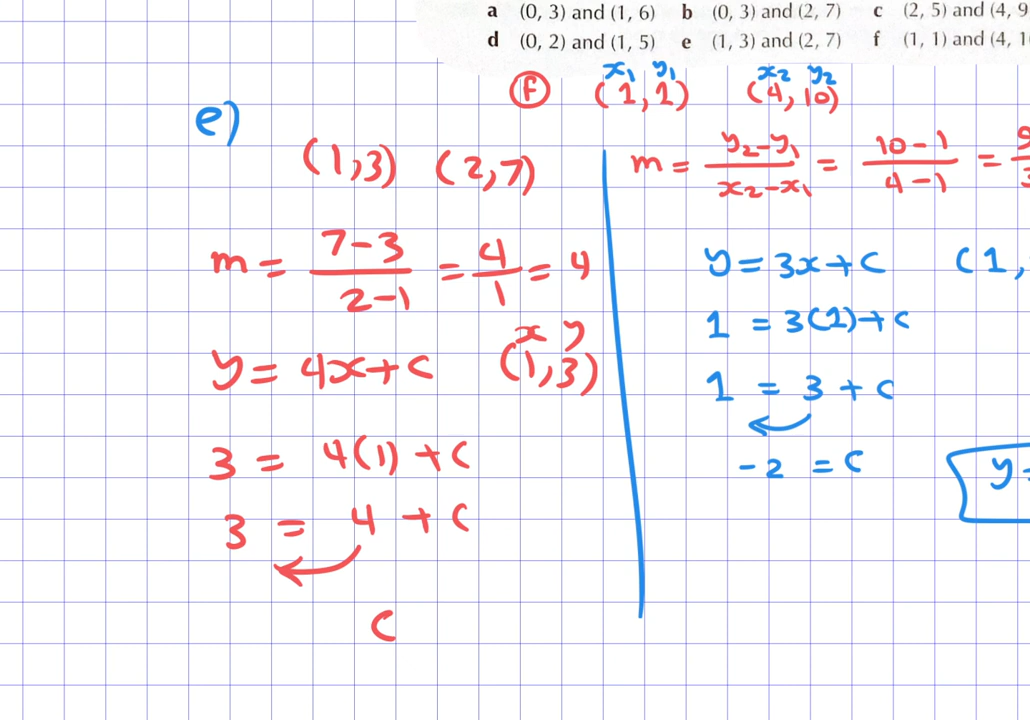 a (0, 3) and (1, 6) b (0, 3) and (2, 7) c (2, 5) and (4, 9
d (0, 2) and (1, 5) e (1, 3) and (2, 7) f (1, 1) and (4, 1
x₁ y₁ x₂ y₂
(F) (1, 1) (4, 10)
e)
(1,3) (2,7)
m = 7-3 / 2-1 = 4/1 = 4
x y
y = 4x+c (1,3)
3 = 4(1) + c
3 = 4 + c
c
m = y₂-y₁ / x₂-x₁ = 10-1 / 4-1 =
y = 3x+c (1,
1 = 3(1)+c
1 = 3 + c
-2 = c
y=